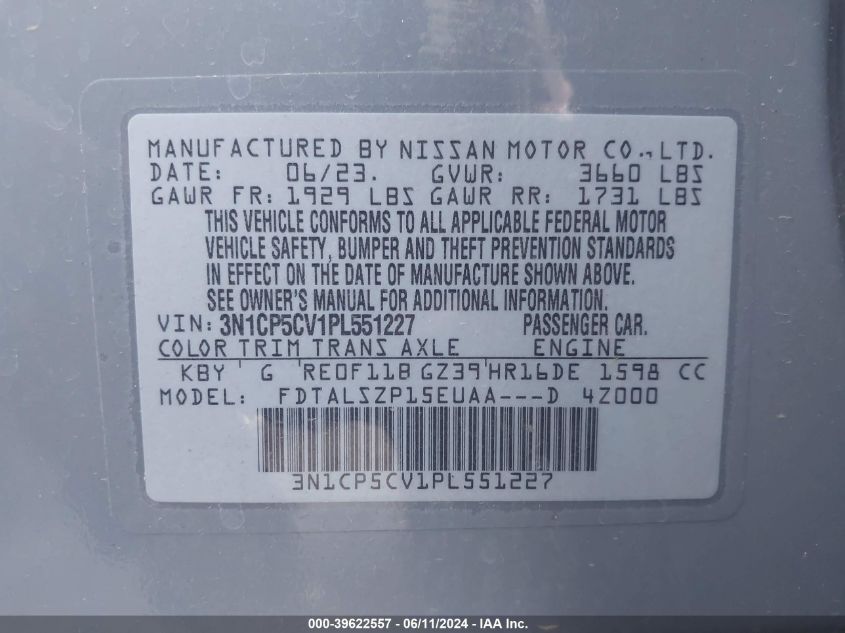 MANUFACTURED BY NISSAN MOTOR CO., LTD.
DATE: 06/23. GVWR: 3660 LBS
GAWR FR: 1929 LBS GAWR RR: 1731 LBS
THIS VEHICLE CONFORMS TO ALL APPLICABLE FEDERAL MOTOR
VEHICLE SAFETY, BUMPER AND THEFT PREVENTION STANDARDS
IN EFFECT ON THE DATE OF MANUFACTURE SHOWN ABOVE.
SEE OWNER'S MANUAL FOR ADDITIONAL INFORMATION.
VIN: 3N1CP5CV1PL551227 PASSENGER CAR.
COLOR TRIM TRANS AXLE ENGINE
KBY G RE0F11B GZ39 HR16DE 1598 CC
MODEL: FDTALSZP15EUAA---D 4Z000
3N1CP5CV1PL551227
000-39622557 - 06/11/2024 - IAA Inc.